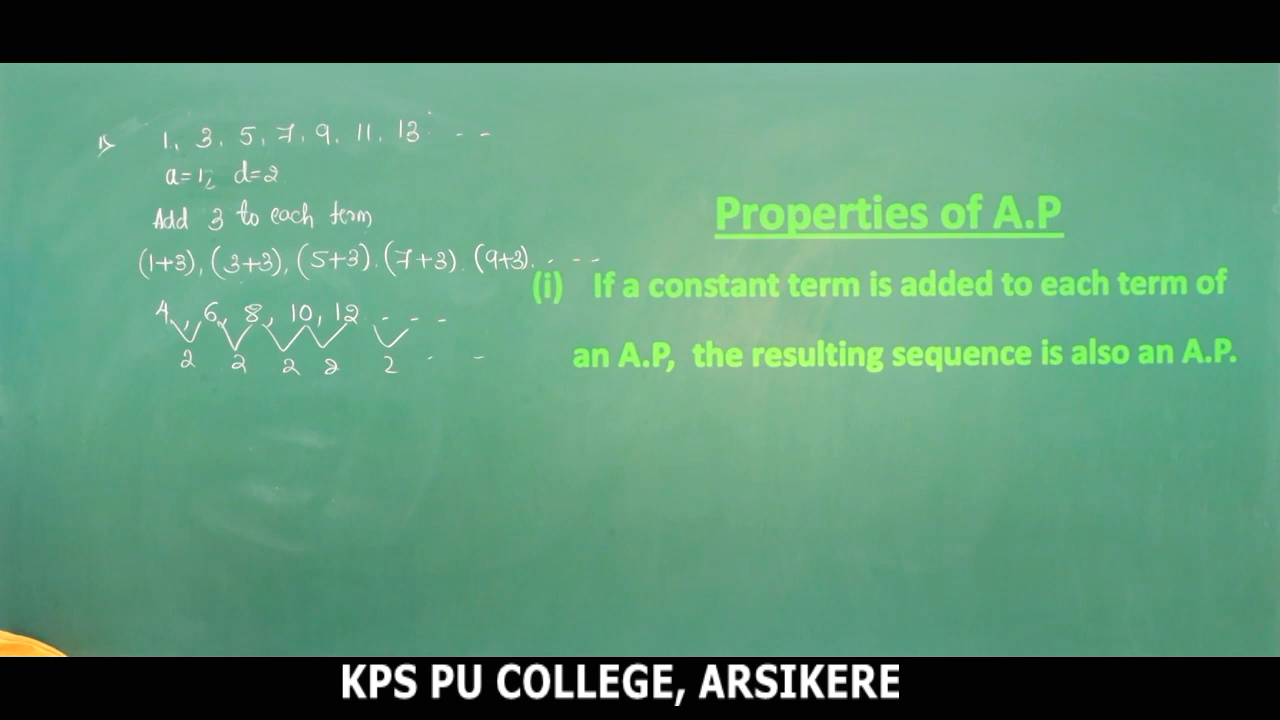 1) 1, 3, 5, 7, 9, 11, 13 - -
a=1, d=2
Add 3 to each term
(1+3), (3+3), (5+3), (7+3), (9+3), - - -
4, 6, 8, 10, 12 - - -
2 2 2 2 2 - -
Properties of A.P
(i) If a constant term is added to each term of
an A.P, the resulting sequence is also an A.P.
KPS PU COLLEGE, ARSIKERE